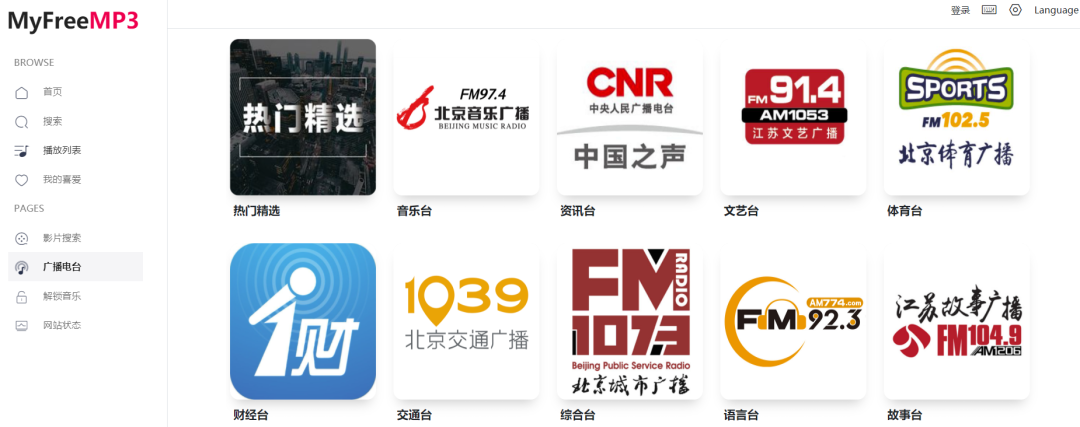 MyFreeMP3
登录
Language
BROWSE
首页
搜索
播放列表
我的喜爱
PAGES
影片搜索
广播电台
解锁音乐
网站状态
热门精选
热门精选
FM97.4
北京音乐广播
BEIJING MUSIC RADIO
音乐台
CNR
中央人民广播电台
中国之声
资讯台
FM91.4
AM1053
江苏文艺广播
文艺台
SPORTS
FM102.5
北京体育广播
体育台
1财
财经台
1039
北京交通广播
交通台
FM RADIO
107.3
Beijing Public Service Radio
北京城市广播
综合台
AM774.com
FM92.3
语言台
江苏故事广播
FM104.9
AM1206
故事台